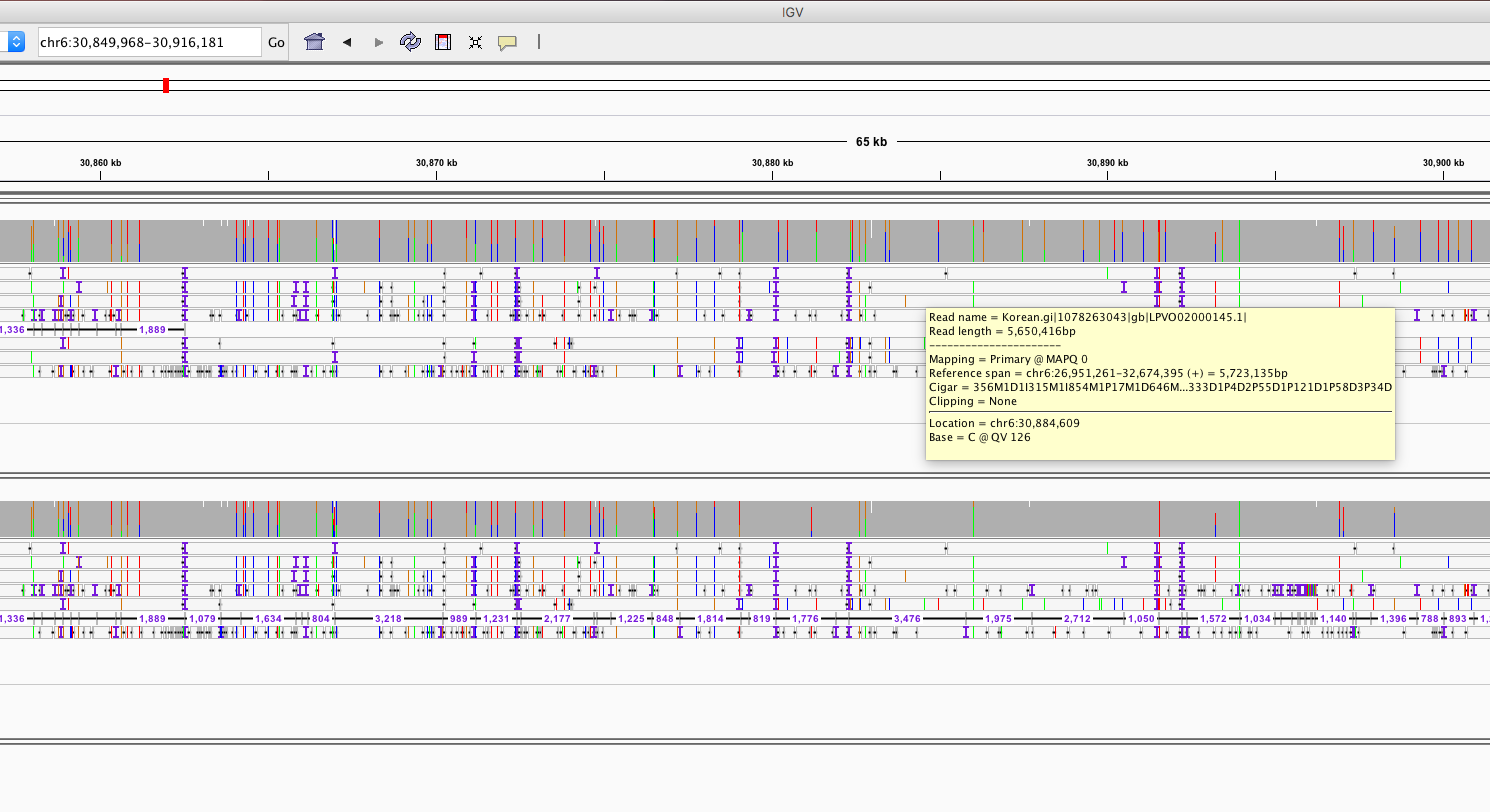 IGV
chr6:30,849,968-30,916,181 Go
65 kb
30,860 kb 30,870 kb 30,880 kb 30,890 kb 30,900 kb
1,336 1,889
Read name = Korean.gi|1078263043|gb|LPVO02000145.1|
Read length = 5,650,416bp
----------------------
Mapping = Primary @ MAPQ 0
Reference span = chr6:26,951,261-32,674,395 (+) = 5,723,135bp
Cigar = 356M1D1I315M1I854M1P17M1D646M...333D1P4D2P55D1P121D1P58D3P34D
Clipping = None
Location = chr6:30,884,609
Base = C @ QV 126
1,336 1,889 1,079 1,634 804 3,218 989 1,231 2,177 1,225 848 1,814 819 1,776 3,476 1,975 2,712 1,050 1,572 1,034 1,140 1,396 788 893